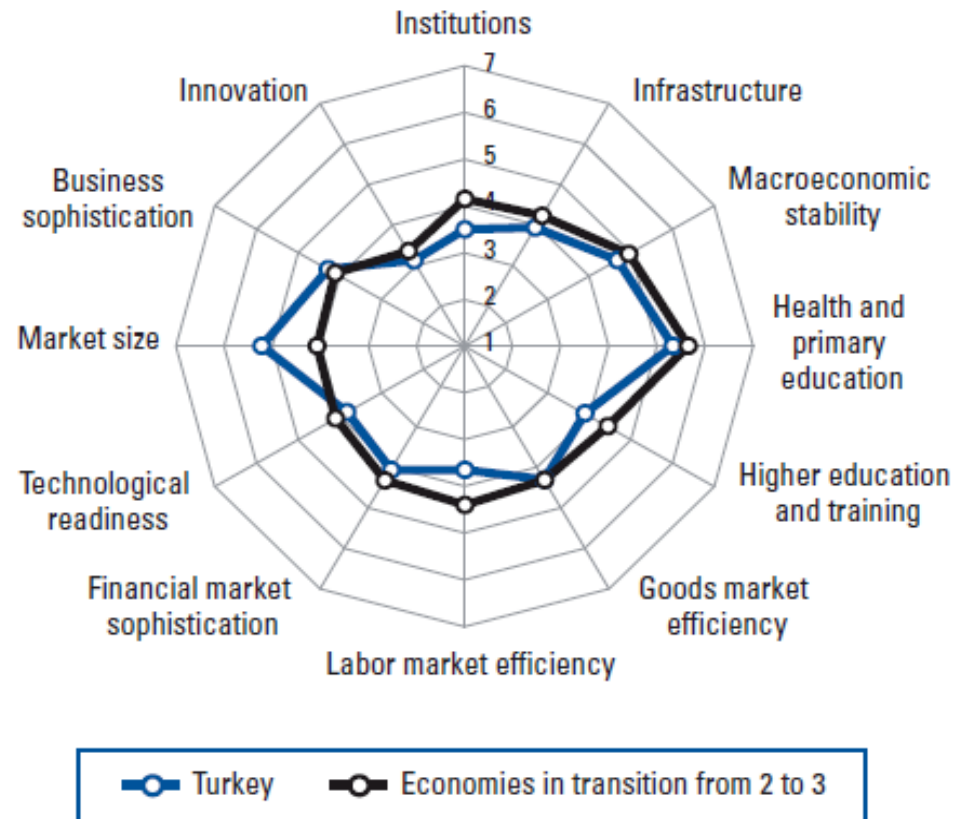 Institutions
7
6
5
4
3
2
1
Infrastructure
Macroeconomic
stability
Health and
primary
education
Higher education
and training
Goods market
efficiency
Labor market efficiency
Financial market
sophistication
Technological
readiness
Market size
Business
sophistication
Innovation
Turkey
Economies in transition from 2 to 3